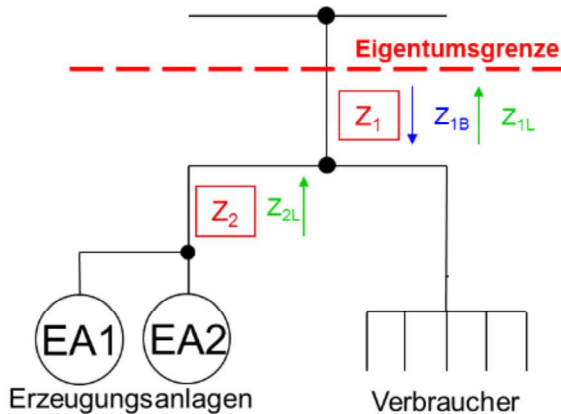 Eigentumsgrenze
Z₁ Z₁B Z₁L
Z₂ Z₂L
EA1 EA2
Erzeugungsanlagen Verbraucher